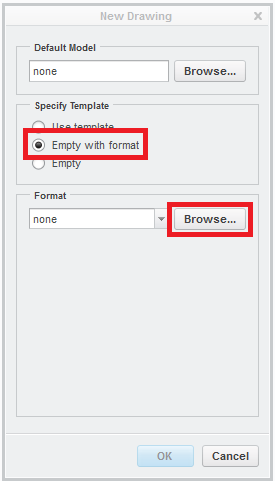 New Drawing
Default Model
none
Browse...
Specify Template
Use template
Empty with format
Empty
Format
none
Browse...
OK
Cancel